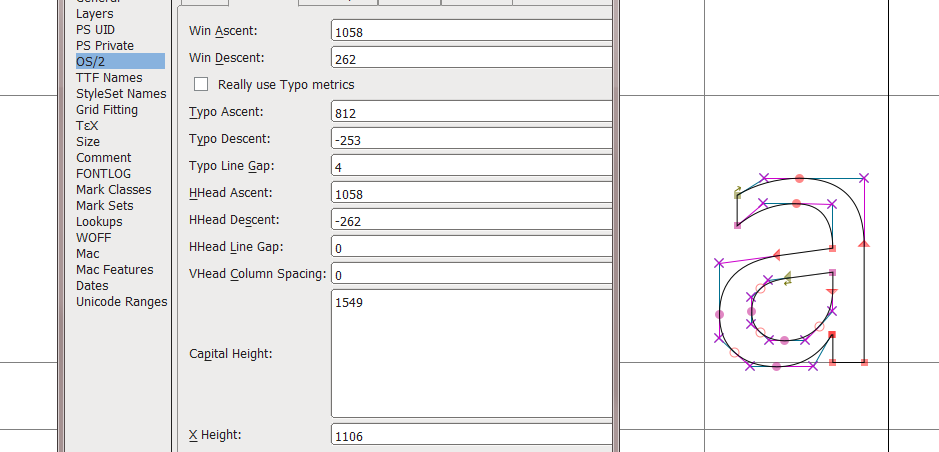 General
Layers
PS UID
PS Private
OS/2
TTF Names
StyleSet Names
Grid Fitting
TεX
Size
Comment
FONTLOG
Mark Classes
Mark Sets
Lookups
WOFF
Mac
Mac Features
Dates
Unicode Ranges
Win Ascent: 1058
Win Descent: 262
Really use Typo metrics
Typo Ascent: 812
Typo Descent: -253
Typo Line Gap: 4
HHead Ascent: 1058
HHead Descent: -262
HHead Line Gap: 0
VHead Column Spacing: 0
1549
Capital Height:
X Height: 1106
a